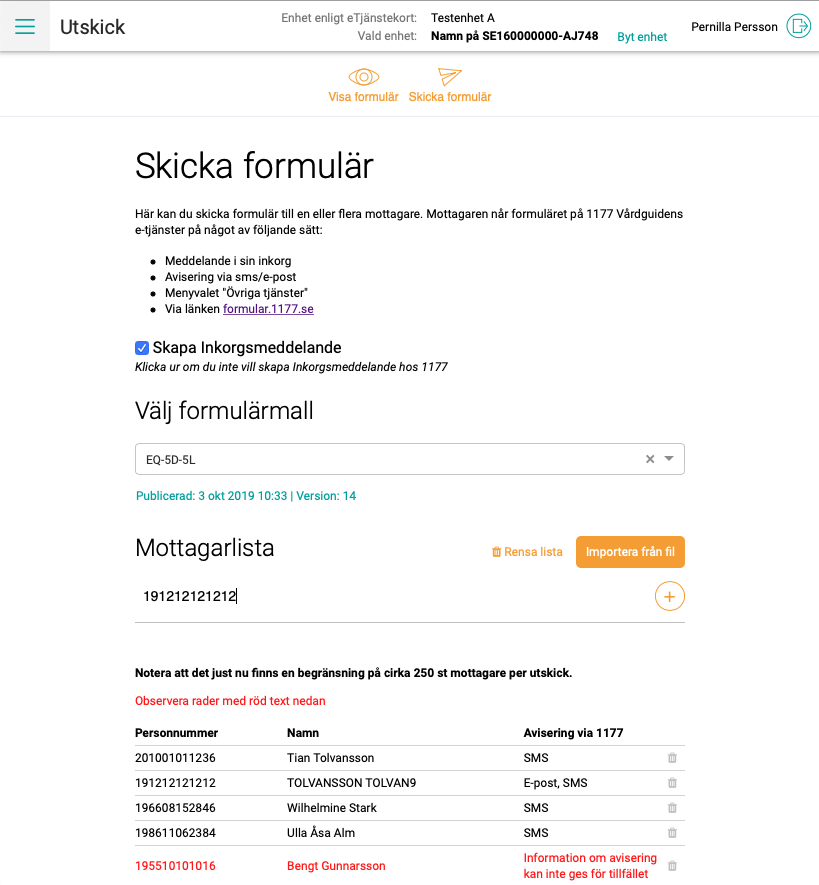 Utskick
Enhet enligt eTjänstekort: Testenhet A
Vald enhet: Namn på SE160000000-AJ748 Byt enhet
Pernilla Persson
Visa formulär Skicka formulär
Skicka formulär
Här kan du skicka formulär till en eller flera mottagare. Mottagaren når formuläret på 1177 Vårdguidens
e-tjänster på något av följande sätt:
• Meddelande i sin inkorg
• Avisering via sms/e-post
• Menyvalet "Övriga tjänster"
• Via länken formular.1177.se
Skapa Inkorgsmeddelande
Klicka ur om du inte vill skapa Inkorgsmeddelande hos 1177
Välj formulärmall
EQ-5D-5L
Publicerad: 3 okt 2019 10:33 | Version: 14
Mottagarlista
Rensa lista Importera från fil
191212121212
Notera att det just nu finns en begränsning på cirka 250 st mottagare per utskick.
Observera rader med röd text nedan
Personnummer Namn Avisering via 1177
201001011236 Tian Tolvansson SMS
191212121212 TOLVANSSON TOLVAN9 E-post, SMS
196608152846 Wilhelmine Stark SMS
198611062384 Ulla Åsa Alm SMS
195510101016 Bengt Gunnarsson Information om avisering
kan inte ges för tillfället